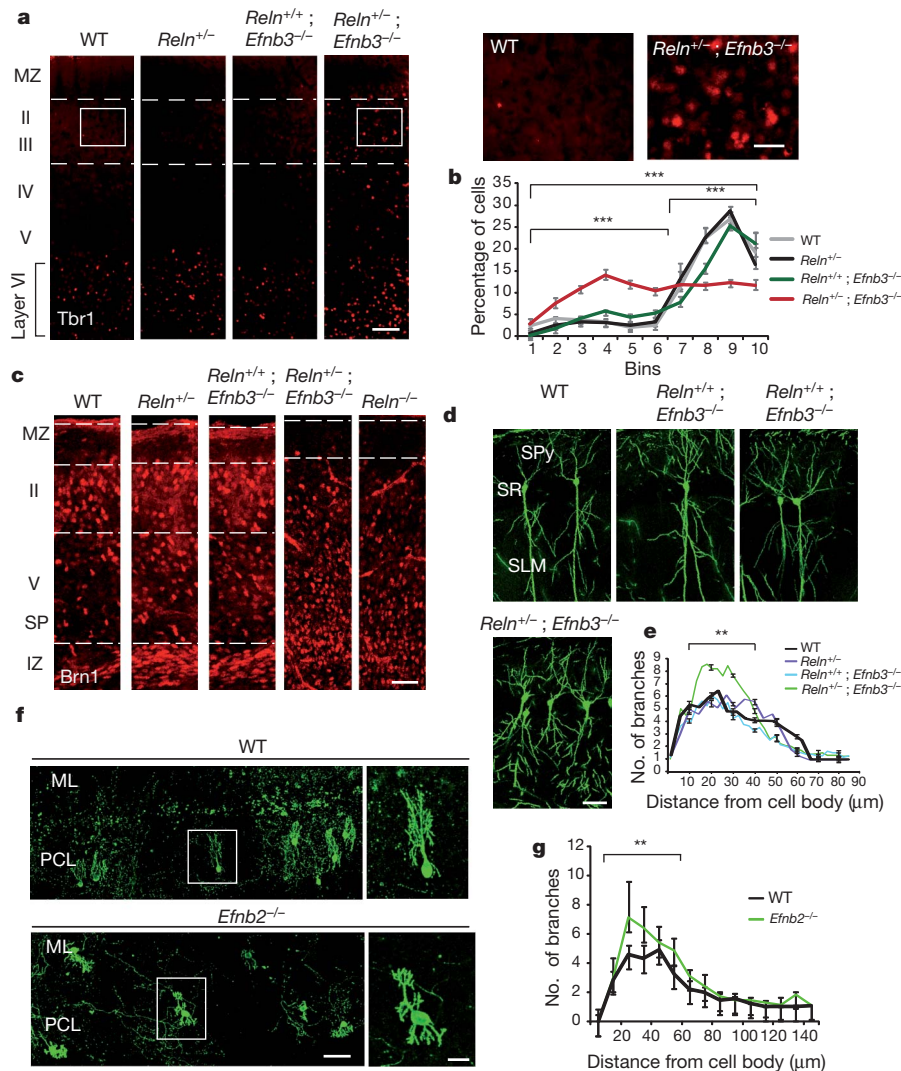 a
WT
Reln+/−
Reln+/+ ; Efnb3−/−
Reln+/− ; Efnb3−/−
MZ
II
III
IV
V
Layer VI
Tbr1
WT
Reln+/− ; Efnb3−/−
b
Percentage of cells
35
30
25
20
15
10
5
0
***
***
***
1 2 3 4 5 6 7 8 9 10
Bins
WT
Reln+/−
Reln+/+ ; Efnb3−/−
Reln+/− ; Efnb3−/−
c
WT
Reln+/−
Reln+/+ ; Efnb3−/−
Reln+/− ; Efnb3−/−
Reln−/−
MZ
II
V
SP
IZ
Brn1
d
WT
Reln+/+ ; Efnb3−/−
Reln+/+ ; Efnb3−/−
SPy
SR
SLM
Reln+/− ; Efnb3−/−
e
No. of branches
9
8
7
6
5
4
3
2
1
0
**
10 20 30 40 50 60 70 80 90
Distance from cell body (μm)
WT
Reln+/−
Reln+/+ ; Efnb3−/−
Reln+/− ; Efnb3−/−
f
WT
ML
PCL
Efnb2−/−
ML
PCL
g
No. of branches
12
10
8
6
4
2
0
**
20 40 60 80 100 120 140
Distance from cell body (μm)
WT
Efnb2−/−